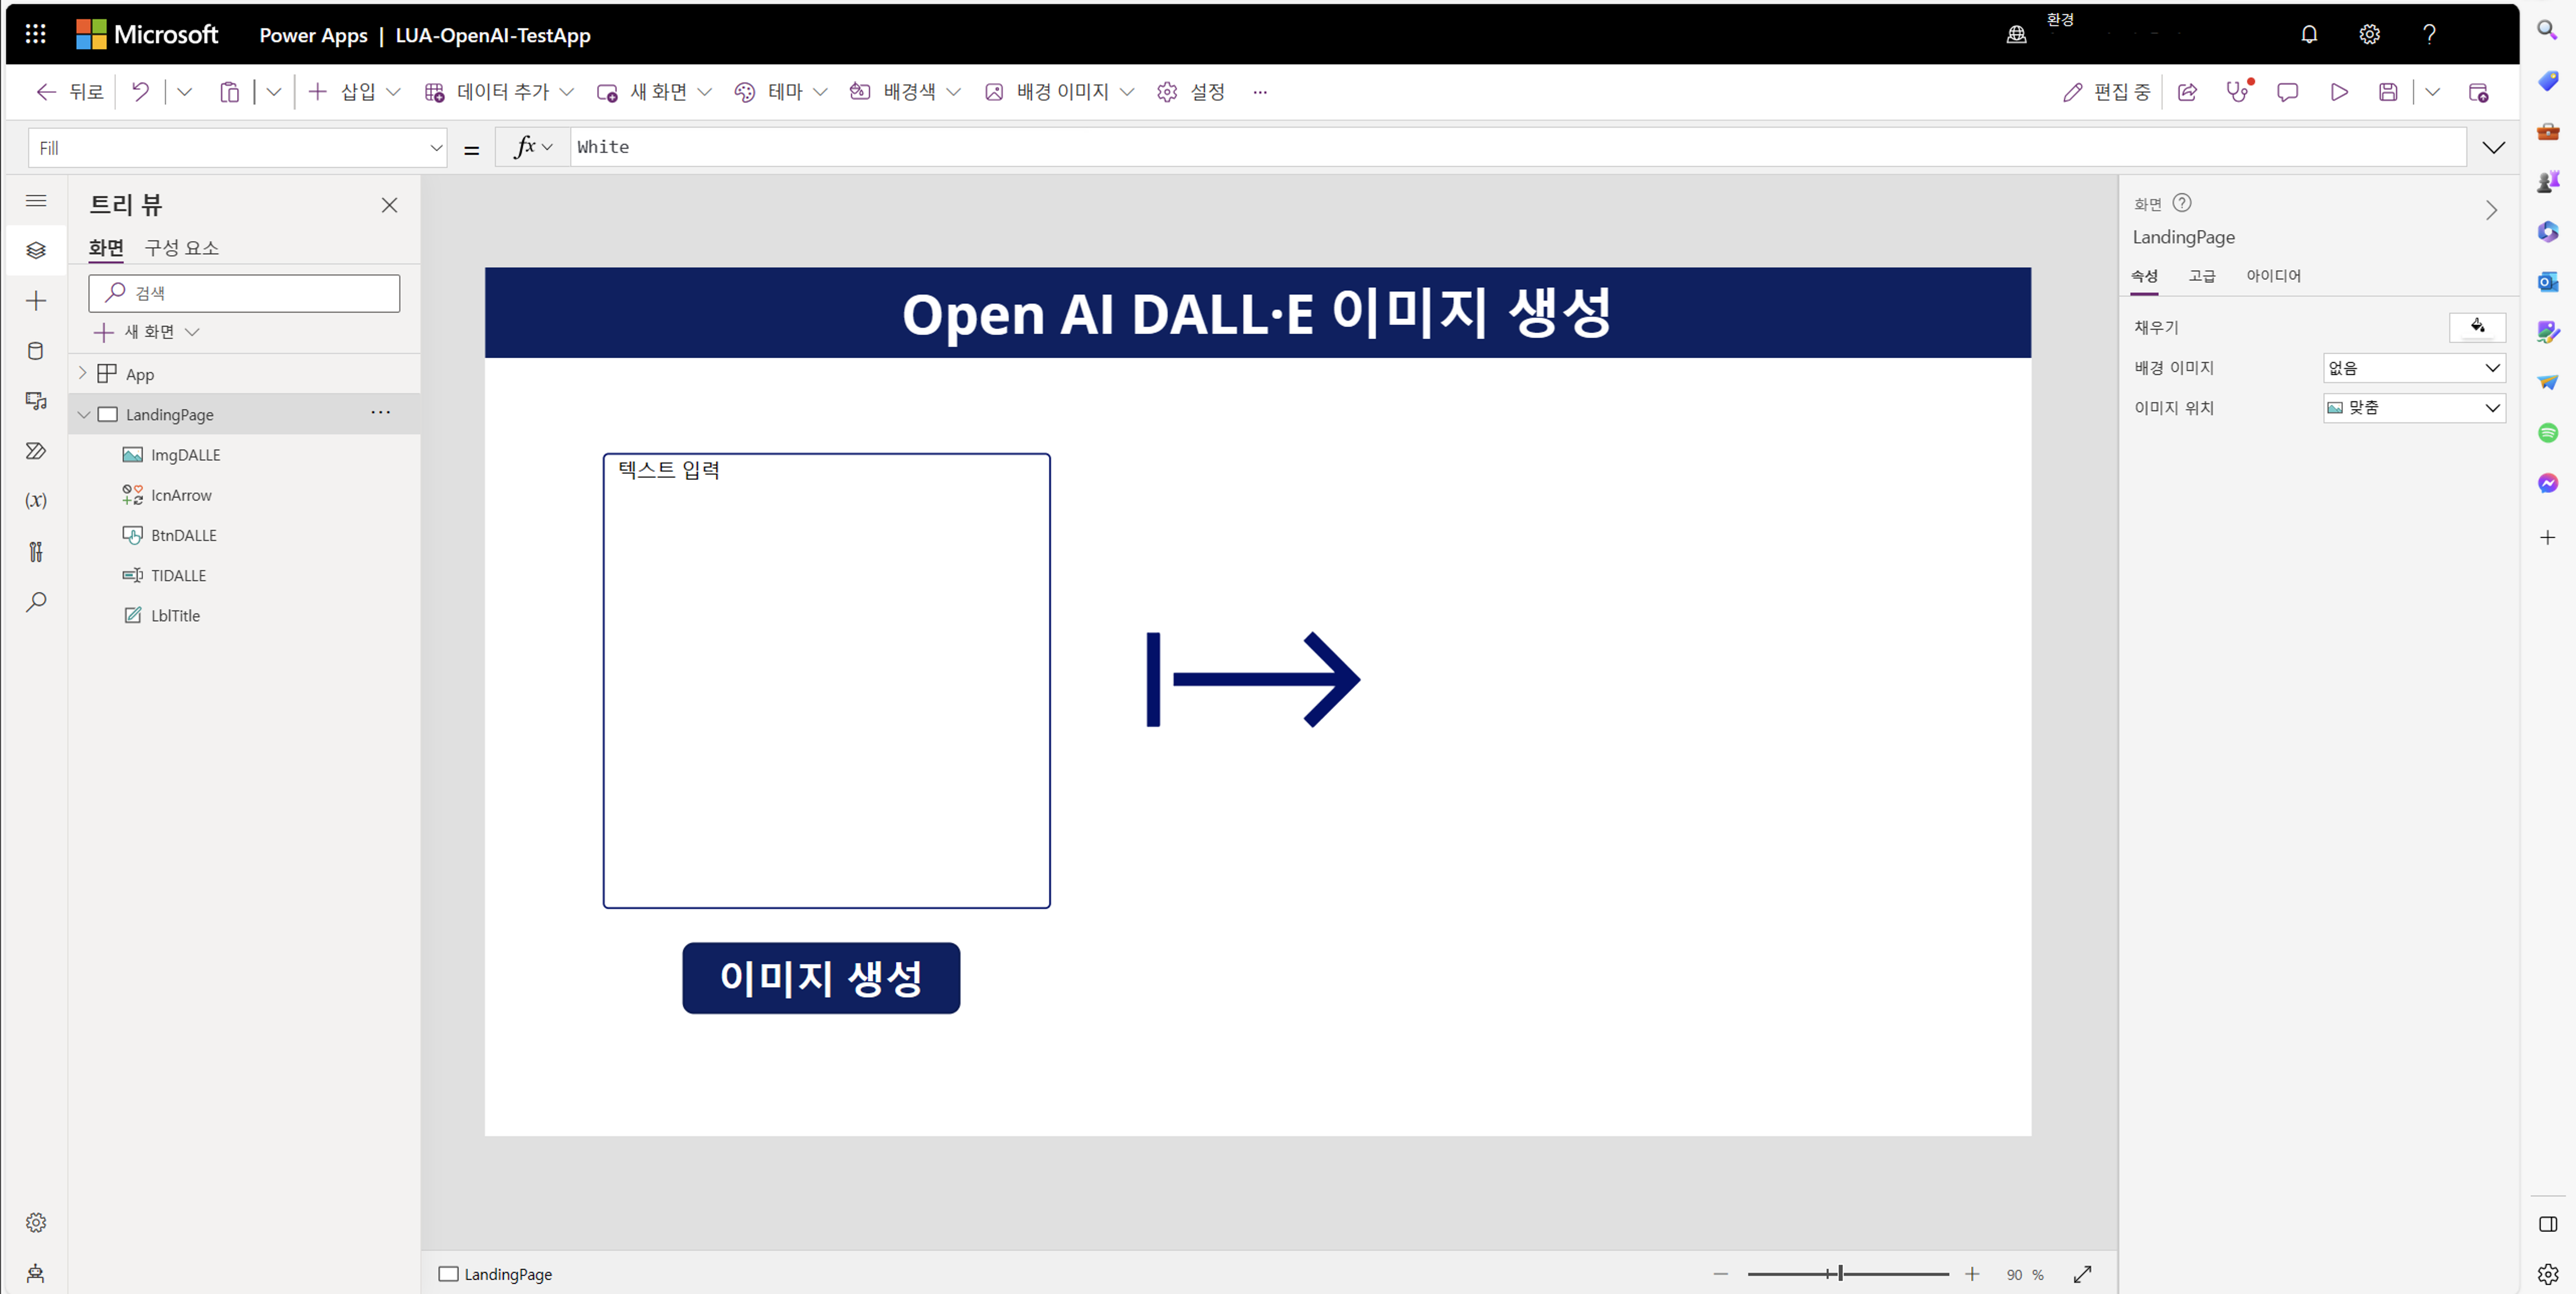 Microsoft Power Apps | LUA-OpenAI-TestApp 환경
뒤로 삽입 데이터 추가 새 화면 테마 배경색 배경 이미지 설정 ··· 편집 중
Fill = fx White
트리 뷰
화면 구성 요소
검색
새 화면
App
LandingPage ···
ImgDALLE
IcnArrow
BtnDALLE
TIDALLE
LblTitle
Open AI DALL·E 이미지 생성
텍스트 입력
이미지 생성
화면
LandingPage
속성 고급 아이디어
채우기
배경 이미지 없음
이미지 위치 맞춤
LandingPage 90 %